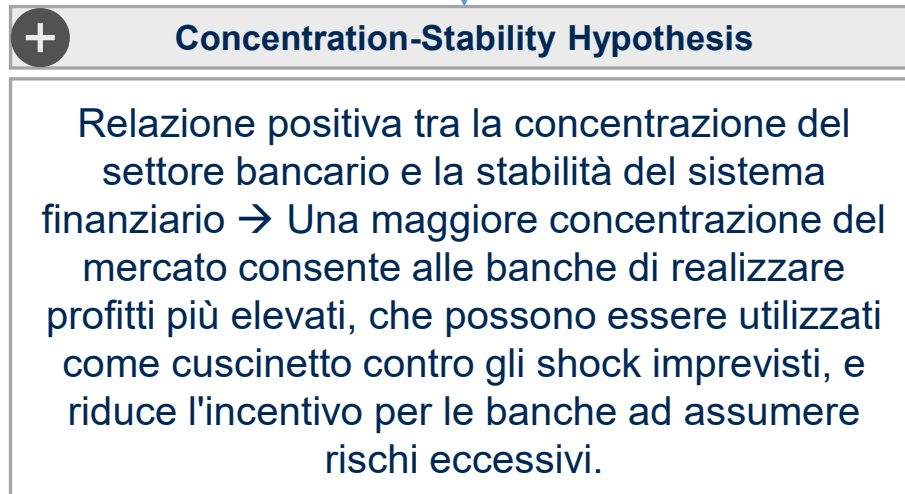 +
Concentration-Stability Hypothesis
Relazione positiva tra la concentrazione del
settore bancario e la stabilità del sistema
finanziario → Una maggiore concentrazione del
mercato consente alle banche di realizzare
profitti più elevati, che possono essere utilizzati
come cuscinetto contro gli shock imprevisti, e
riduce l'incentivo per le banche ad assumere
rischi eccessivi.